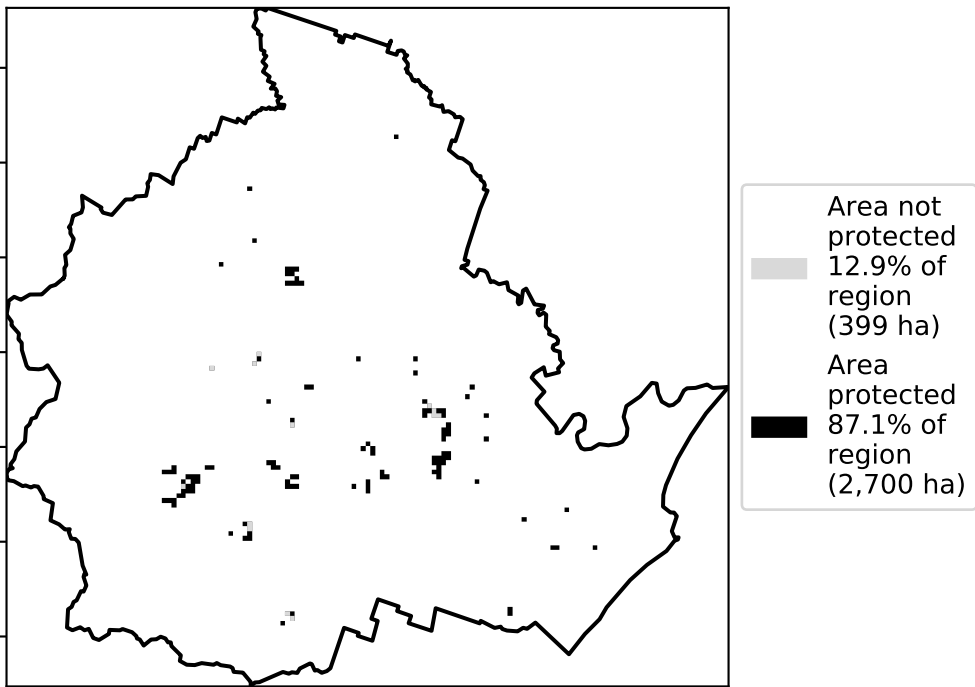 Area not
protected
12.9% of
region
(399 ha)
Area
protected
87.1% of
region
(2,700 ha)